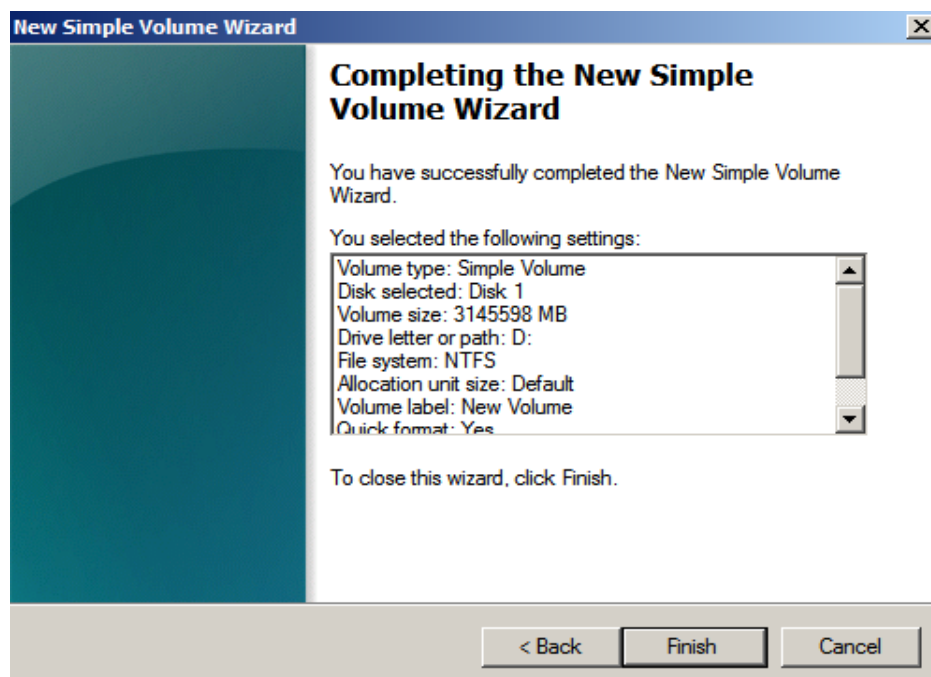 New Simple Volume Wizard
Completing the New Simple
Volume Wizard
You have successfully completed the New Simple Volume
Wizard.
You selected the following settings:
Volume type: Simple Volume
Disk selected: Disk 1
Volume size: 3145598 MB
Drive letter or path: D:
File system: NTFS
Allocation unit size: Default
Volume label: New Volume
Quick format: Yes
To close this wizard, click Finish.
< Back
Finish
Cancel